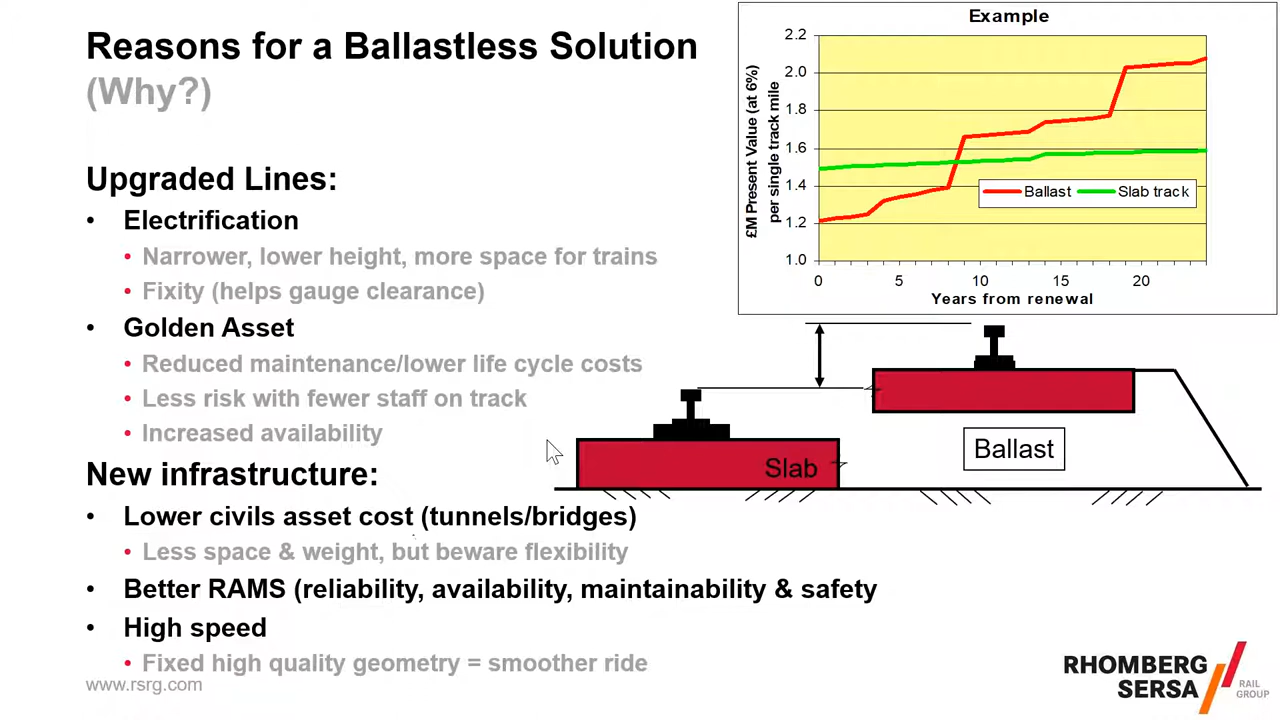 Reasons for a Ballastless Solution
(Why?)
Upgraded Lines:
• Electrification
• Narrower, lower height, more space for trains
• Fixity (helps gauge clearance)
• Golden Asset
• Reduced maintenance/lower life cycle costs
• Less risk with fewer staff on track
• Increased availability
New infrastructure:
• Lower civils asset cost (tunnels/bridges)
• Less space & weight, but beware flexibility
• Better RAMS (reliability, availability, maintainability & safety
• High speed
• Fixed high quality geometry = smoother ride
www.rsrg.com
Example
£M Present Value (at 6%)
per single track mile
2.2
2.0
1.8
1.6
1.4
1.2
1.0
0 5 10 15 20
Years from renewal
Ballast Slab track
Slab
Ballast
RHOMBERG
SERSA
RAIL
GROUP